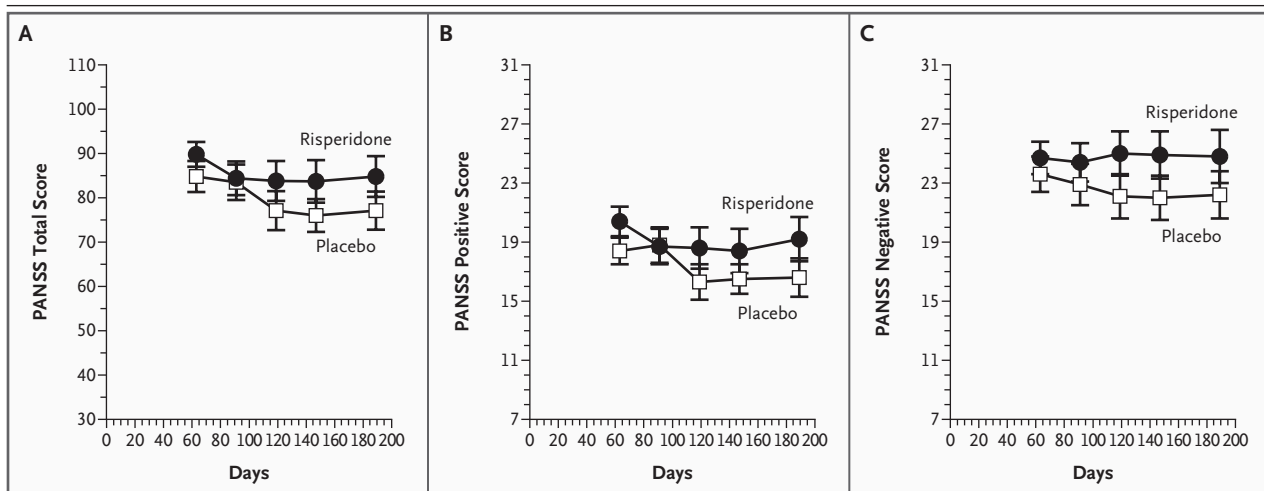 A
PANSS Total Score
110
100
90
80
70
60
50
40
30
0 20 40 60 80 100 120 140 160 180 200
Days
Risperidone
Placebo
B
PANSS Positive Score
31
27
23
19
15
11
7
0 20 40 60 80 100 120 140 160 180 200
Days
Risperidone
Placebo
C
PANSS Negative Score
31
27
23
19
15
11
7
0 20 40 60 80 100 120 140 160 180 200
Days
Risperidone
Placebo